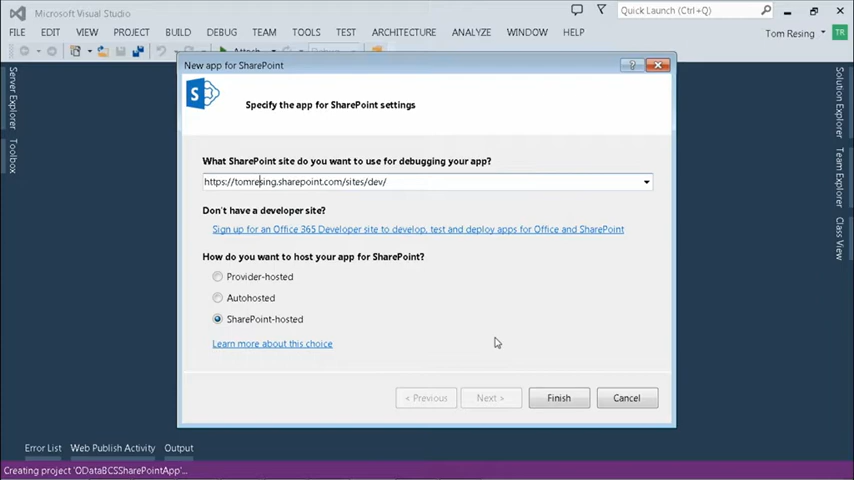 Microsoft Visual Studio
Quick Launch (Ctrl+Q)
FILE EDIT VIEW PROJECT BUILD DEBUG TEAM TOOLS TEST ARCHITECTURE ANALYZE WINDOW HELP
Tom Resing TR
Attach
Debug
New app for SharePoint
?
S
Specify the app for SharePoint settings
What SharePoint site do you want to use for debugging your app?
https://tomresing.sharepoint.com/sites/dev/
Don't have a developer site?
Sign up for an Office 365 Developer site to develop, test and deploy apps for Office and SharePoint
How do you want to host your app for SharePoint?
Provider-hosted
Autohosted
SharePoint-hosted
Learn more about this choice
< Previous Next > Finish Cancel
Server Explorer
Toolbox
Solution Explorer
Team Explorer
Class View
Error List Web Publish Activity Output
Creating project 'ODataBCSSharePointApp'...